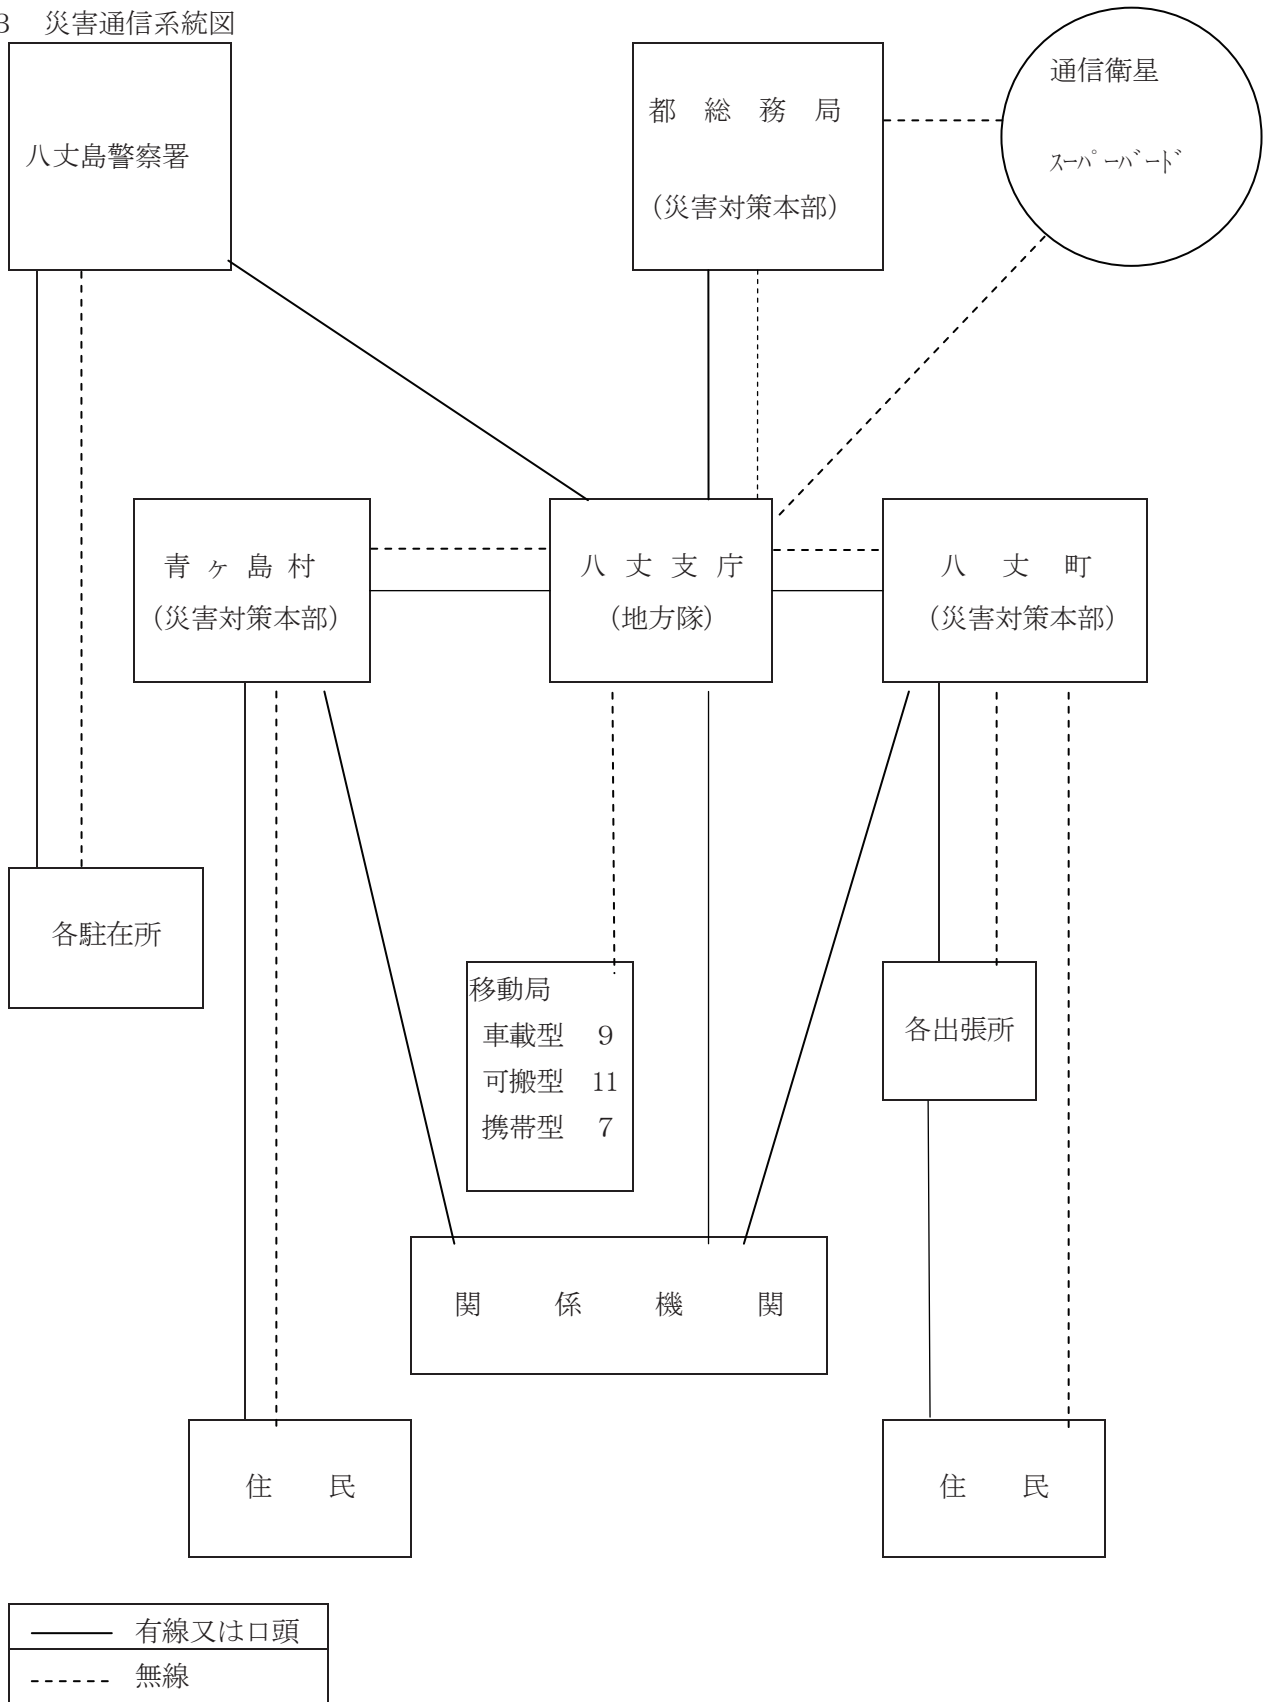 3　災害通信系統図
八丈島警察署
都　総　務　局
（災害対策本部）
通信衛星
ｽｰﾊﾟｰﾊﾞｰﾄﾞ
青ヶ島村
（災害対策本部）
八丈支庁
（地方隊）
八　丈　町
（災害対策本部）
各駐在所
移動局
車載型　9
可搬型　11
携帯型　7
各出張所
関　係　機　関
住　民
住　民
有線又は口頭
無線